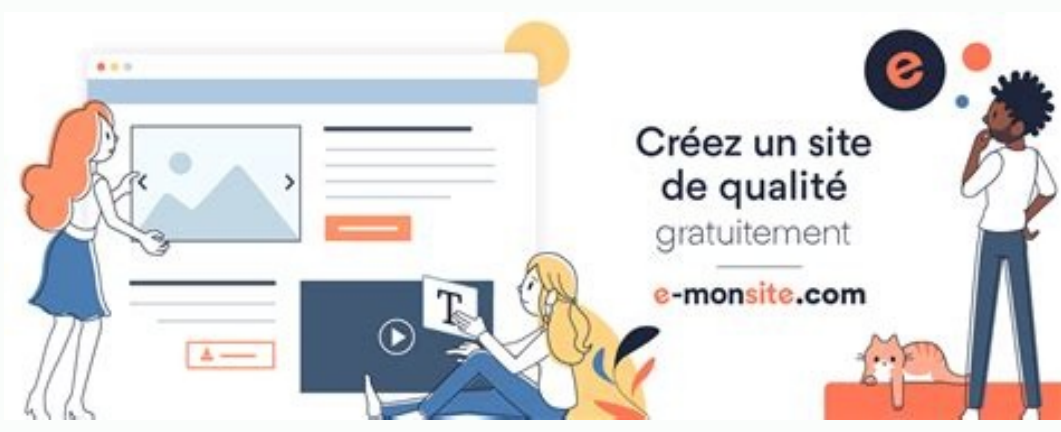 T
e
Créez un site
de qualité
gratuitement
e-monsite.com